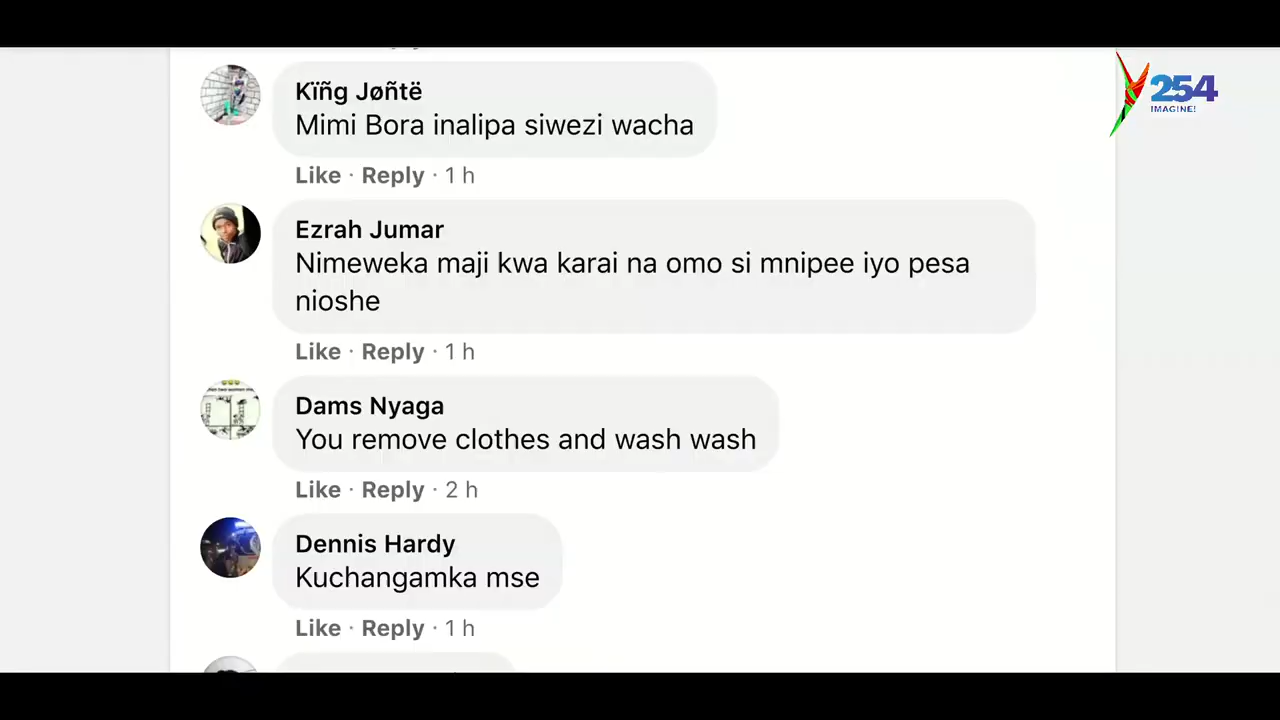 254
IMAGINE!
Kïñg Jøñtë
Mimi Bora inalipa siwezi wacha
Like · Reply · 1 h
Ezrah Jumar
Nimeweka maji kwa karai na omo si mnipee iyo pesa
nioshe
Like · Reply · 1 h
Dams Nyaga
You remove clothes and wash wash
Like · Reply · 2 h
Dennis Hardy
Kuchangamka mse
Like · Reply · 1 h